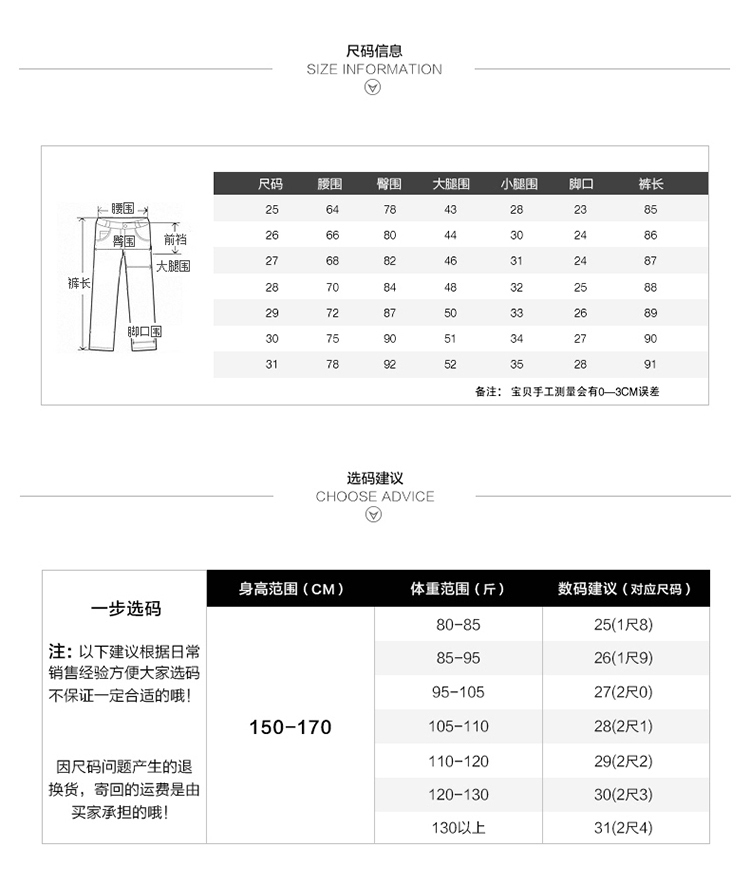 尺码信息
SIZE INFORMATION
腰围
臀围
前裆
大腿围
裤长
脚口围
尺码 腰围 臀围 大腿围 小腿围 脚口 裤长
25 64 78 43 28 23 85
26 66 80 44 30 24 86
27 68 82 46 31 24 87
28 70 84 48 32 25 88
29 72 87 50 33 26 89
30 75 90 51 34 27 90
31 78 92 52 35 28 91
备注： 宝贝手工测量会有0—3CM误差
选码建议
CHOOSE ADVICE
一步选码
注：以下建议根据日常
销售经验方便大家选码
不保证一定合适的哦！
因尺码问题产生的退
换货，寄回的运费是由
买家承担的哦！
身高范围（CM） 体重范围（斤） 数码建议（对应尺码）
150-170
80-85 25(1尺8)
85-95 26(1尺9)
95-105 27(2尺0)
105-110 28(2尺1)
110-120 29(2尺2)
120-130 30(2尺3)
130以上 31(2尺4)